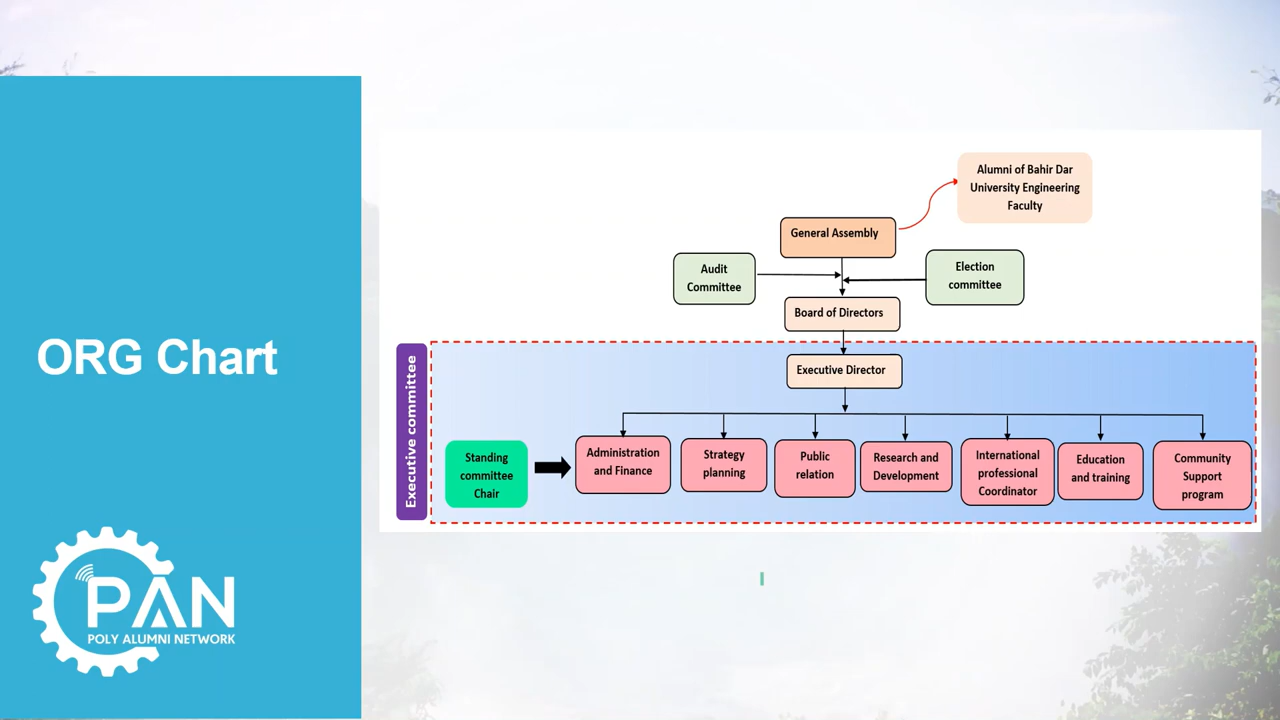 ORG Chart
PAN
POLY ALUMNI NETWORK
Alumni of Bahir Dar
University Engineering
Faculty
General Assembly
Audit
Committee
Election
committee
Board of Directors
Executive committee
Executive Director
Standing
committee
Chair
Administration
and Finance
Strategy
planning
Public
relation
Research and
Development
International
professional
Coordinator
Education
and training
Community
Support
program